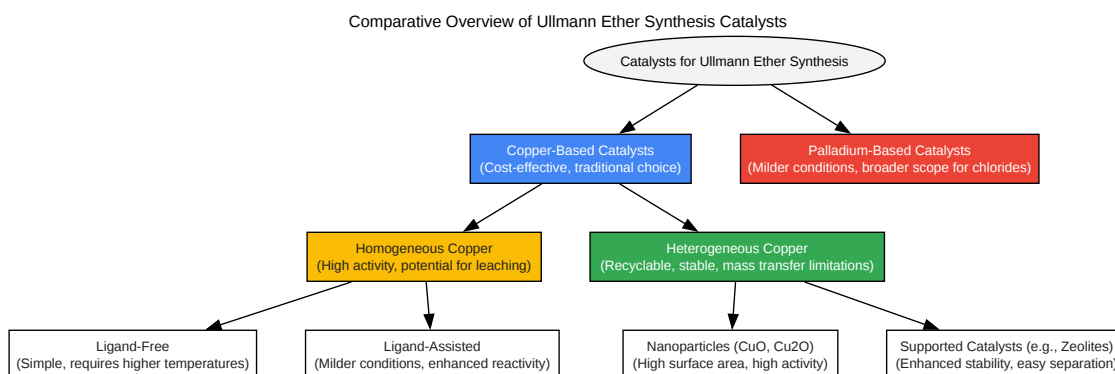 Comparative Overview of Ullmann Ether Synthesis Catalysts
Catalysts for Ullmann Ether Synthesis
Copper-Based Catalysts
(Cost-effective, traditional choice)
Palladium-Based Catalysts
(Milder conditions, broader scope for chlorides)
Homogeneous Copper
(High activity, potential for leaching)
Heterogeneous Copper
(Recyclable, stable, mass transfer limitations)
Ligand-Free
(Simple, requires higher temperatures)
Ligand-Assisted
(Milder conditions, enhanced reactivity)
Nanoparticles (CuO, Cu2O)
(High surface area, high activity)
Supported Catalysts (e.g., Zeolites)
(Enhanced stability, easy separation)